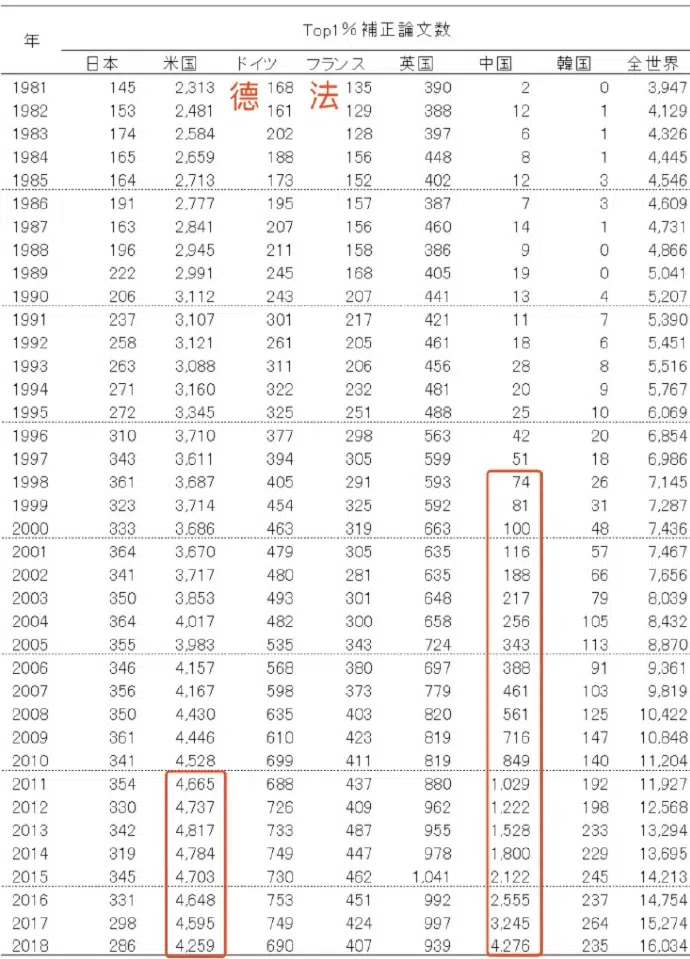 Top1％補正論文数
年
日本 米国 ドイツ フランス 英国 中国 韓国 全世界
德 法
1981 145 2,313 168 135 390 2 0 3,947
1982 153 2,481 161 129 388 12 1 4,129
1983 174 2,584 202 128 397 6 1 4,326
1984 165 2,659 188 156 448 8 1 4,445
1985 164 2,713 173 152 402 12 3 4,546
1986 191 2,777 195 157 387 7 3 4,609
1987 163 2,841 207 156 460 14 1 4,731
1988 196 2,945 211 158 386 9 0 4,866
1989 222 2,991 245 168 405 19 0 5,041
1990 206 3,112 243 207 441 13 4 5,207
1991 237 3,107 301 217 421 11 7 5,390
1992 258 3,121 261 205 461 18 6 5,451
1993 263 3,088 311 206 456 28 8 5,516
1994 271 3,160 322 232 481 20 9 5,767
1995 272 3,345 325 251 488 25 10 6,069
1996 310 3,710 377 298 563 42 20 6,854
1997 343 3,611 394 305 599 51 18 6,986
1998 361 3,687 405 291 593 74 26 7,145
1999 323 3,714 454 325 592 81 31 7,287
2000 333 3,686 463 319 663 100 48 7,436
2001 364 3,670 479 305 635 116 57 7,467
2002 341 3,717 480 281 635 188 66 7,656
2003 350 3,853 493 301 648 217 79 8,039
2004 364 4,017 482 300 658 256 105 8,432
2005 355 3,983 535 343 724 343 113 8,870
2006 346 4,157 568 380 697 388 91 9,361
2007 356 4,167 598 373 779 461 103 9,819
2008 350 4,430 635 403 820 561 125 10,422
2009 361 4,446 610 423 819 716 147 10,848
2010 341 4,528 699 411 819 849 140 11,204
2011 354 4,665 688 437 880 1,029 192 11,927
2012 330 4,737 726 409 962 1,222 198 12,568
2013 342 4,817 733 487 955 1,528 233 13,294
2014 319 4,784 749 447 978 1,800 229 13,695
2015 345 4,703 730 462 1,041 2,122 245 14,213
2016 331 4,648 753 451 992 2,555 237 14,754
2017 298 4,595 749 424 997 3,245 264 15,274
2018 286 4,259 690 407 939 4,276 235 16,034